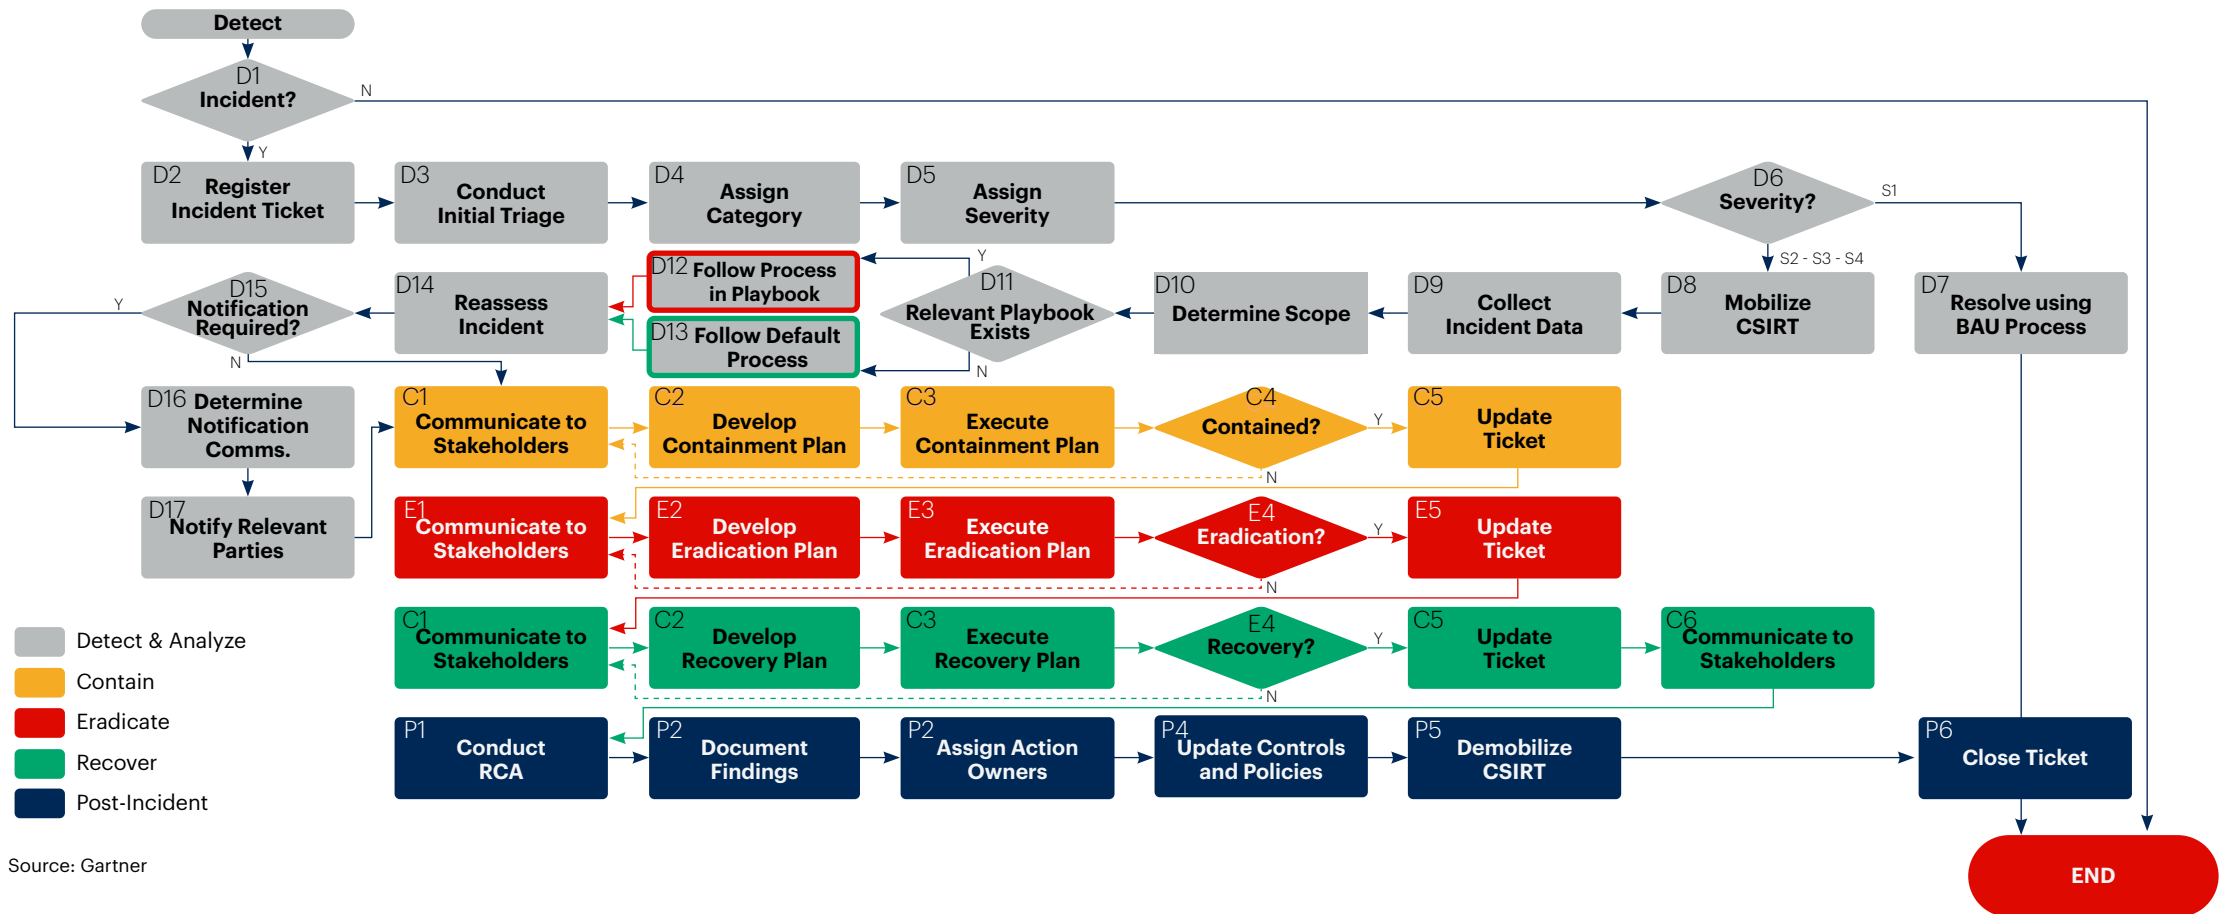 Detect
D1
Incident?
N
Y
D2
Register
Incident Ticket
D3
Conduct
Initial Triage
D4
Assign
Category
D5
Assign
Severity
D6
Severity?
S1
S2 - S3 - S4
D7
Resolve using
BAU Process
D8
Mobilize
CSIRT
D9
Collect
Incident Data
D10
Determine Scope
D11
Relevant Playbook
Exists
Y
N
D12
Follow Process
in Playbook
D13
Follow Default
Process
D14
Reassess
Incident
D15
Notification
Required?
Y
N
D16
Determine
Notification
Comms.
D17
Notify Relevant
Parties
C1
Communicate to
Stakeholders
C2
Develop
Containment Plan
C3
Execute
Containment Plan
C4
Contained?
Y
N
C5
Update
Ticket
E1
Communicate to
Stakeholders
E2
Develop
Eradication Plan
E3
Execute
Eradication Plan
E4
Eradication?
Y
N
E5
Update
Ticket
C1
Communicate to
Stakeholders
C2
Develop
Recovery Plan
C3
Execute
Recovery Plan
E4
Recovery?
Y
N
C5
Update
Ticket
C6
Communicate to
Stakeholders
P1
Conduct
RCA
P2
Document
Findings
P2
Assign Action
Owners
P4
Update Controls
and Policies
P5
Demobilize
CSIRT
P6
Close Ticket
END
Detect & Analyze
Contain
Eradicate
Recover
Post-Incident
Source: Gartner